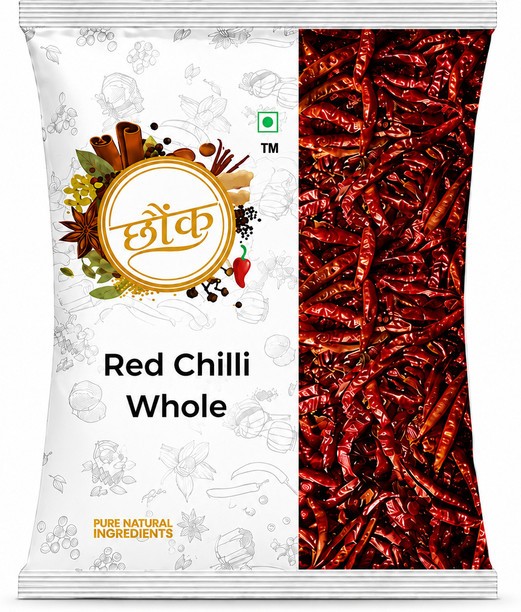 TM
छौंक
Red Chilli
Whole
PURE NATURAL
INGREDIENTS